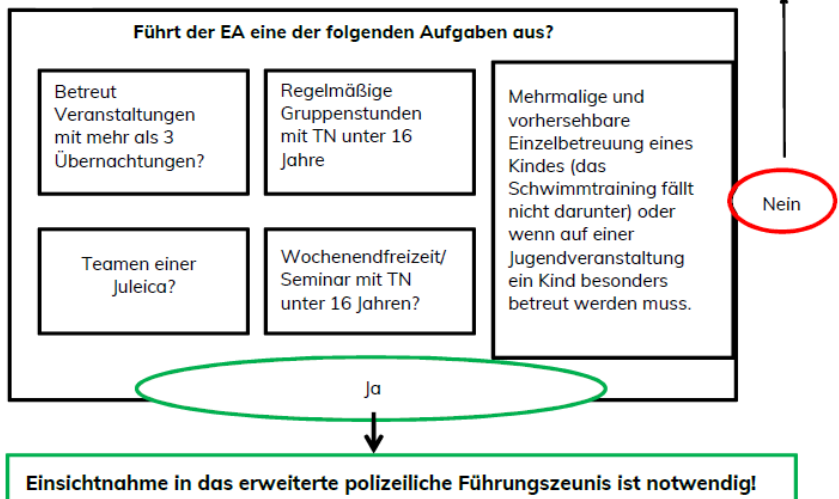 Führt der EA eine der folgenden Aufgaben aus?
Betreut
Veranstaltungen
mit mehr als 3
Übernachtungen?
Regelmäßige
Gruppenstunden
mit TN unter 16
Jahre
Mehrmalige und
vorhersehbare
Einzelbetreuung eines
Kindes (das
Schwimmtraining fällt
nicht darunter) oder
wenn auf einer
Jugendveranstaltung
ein Kind besonders
betreut werden muss.
Nein
Teamen einer
Juleica?
Wochenendfreizeit/
Seminar mit TN
unter 16 Jahren?
Ja
Einsichtnahme in das erweiterte polizeiliche Führungszeunis ist notwendig!